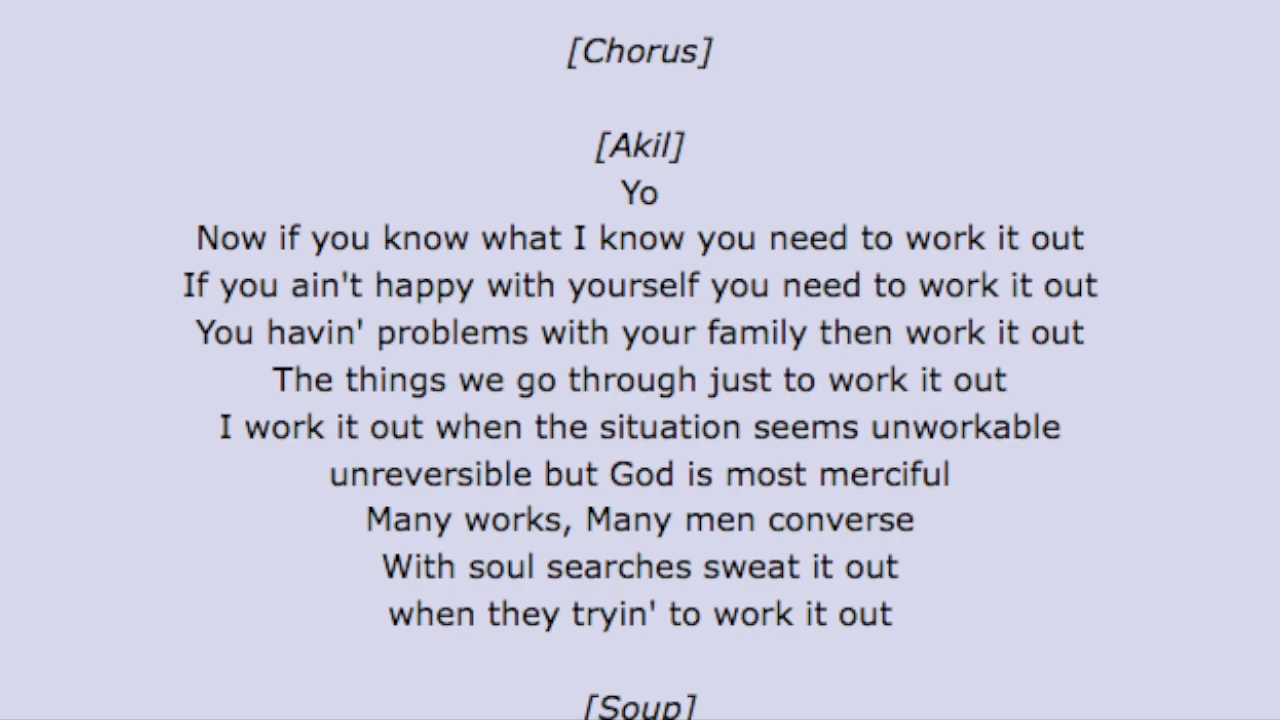 [Chorus]
[Akil]
Yo
Now if you know what I know you need to work it out
If you ain't happy with yourself you need to work it out
You havin' problems with your family then work it out
The things we go through just to work it out
I work it out when the situation seems unworkable
unreversible but God is most merciful
Many works, Many men converse
With soul searches sweat it out
when they tryin' to work it out
[Soup]